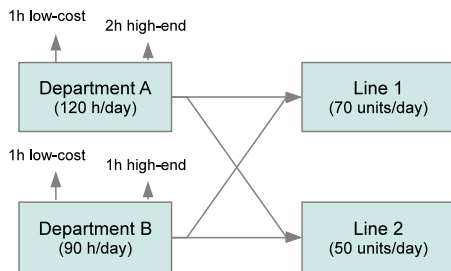 1h low-cost
2h high-end
Department A
(120 h/day)
Line 1
(70 units/day)
1h low-cost
1h high-end
Department B
(90 h/day)
Line 2
(50 units/day)